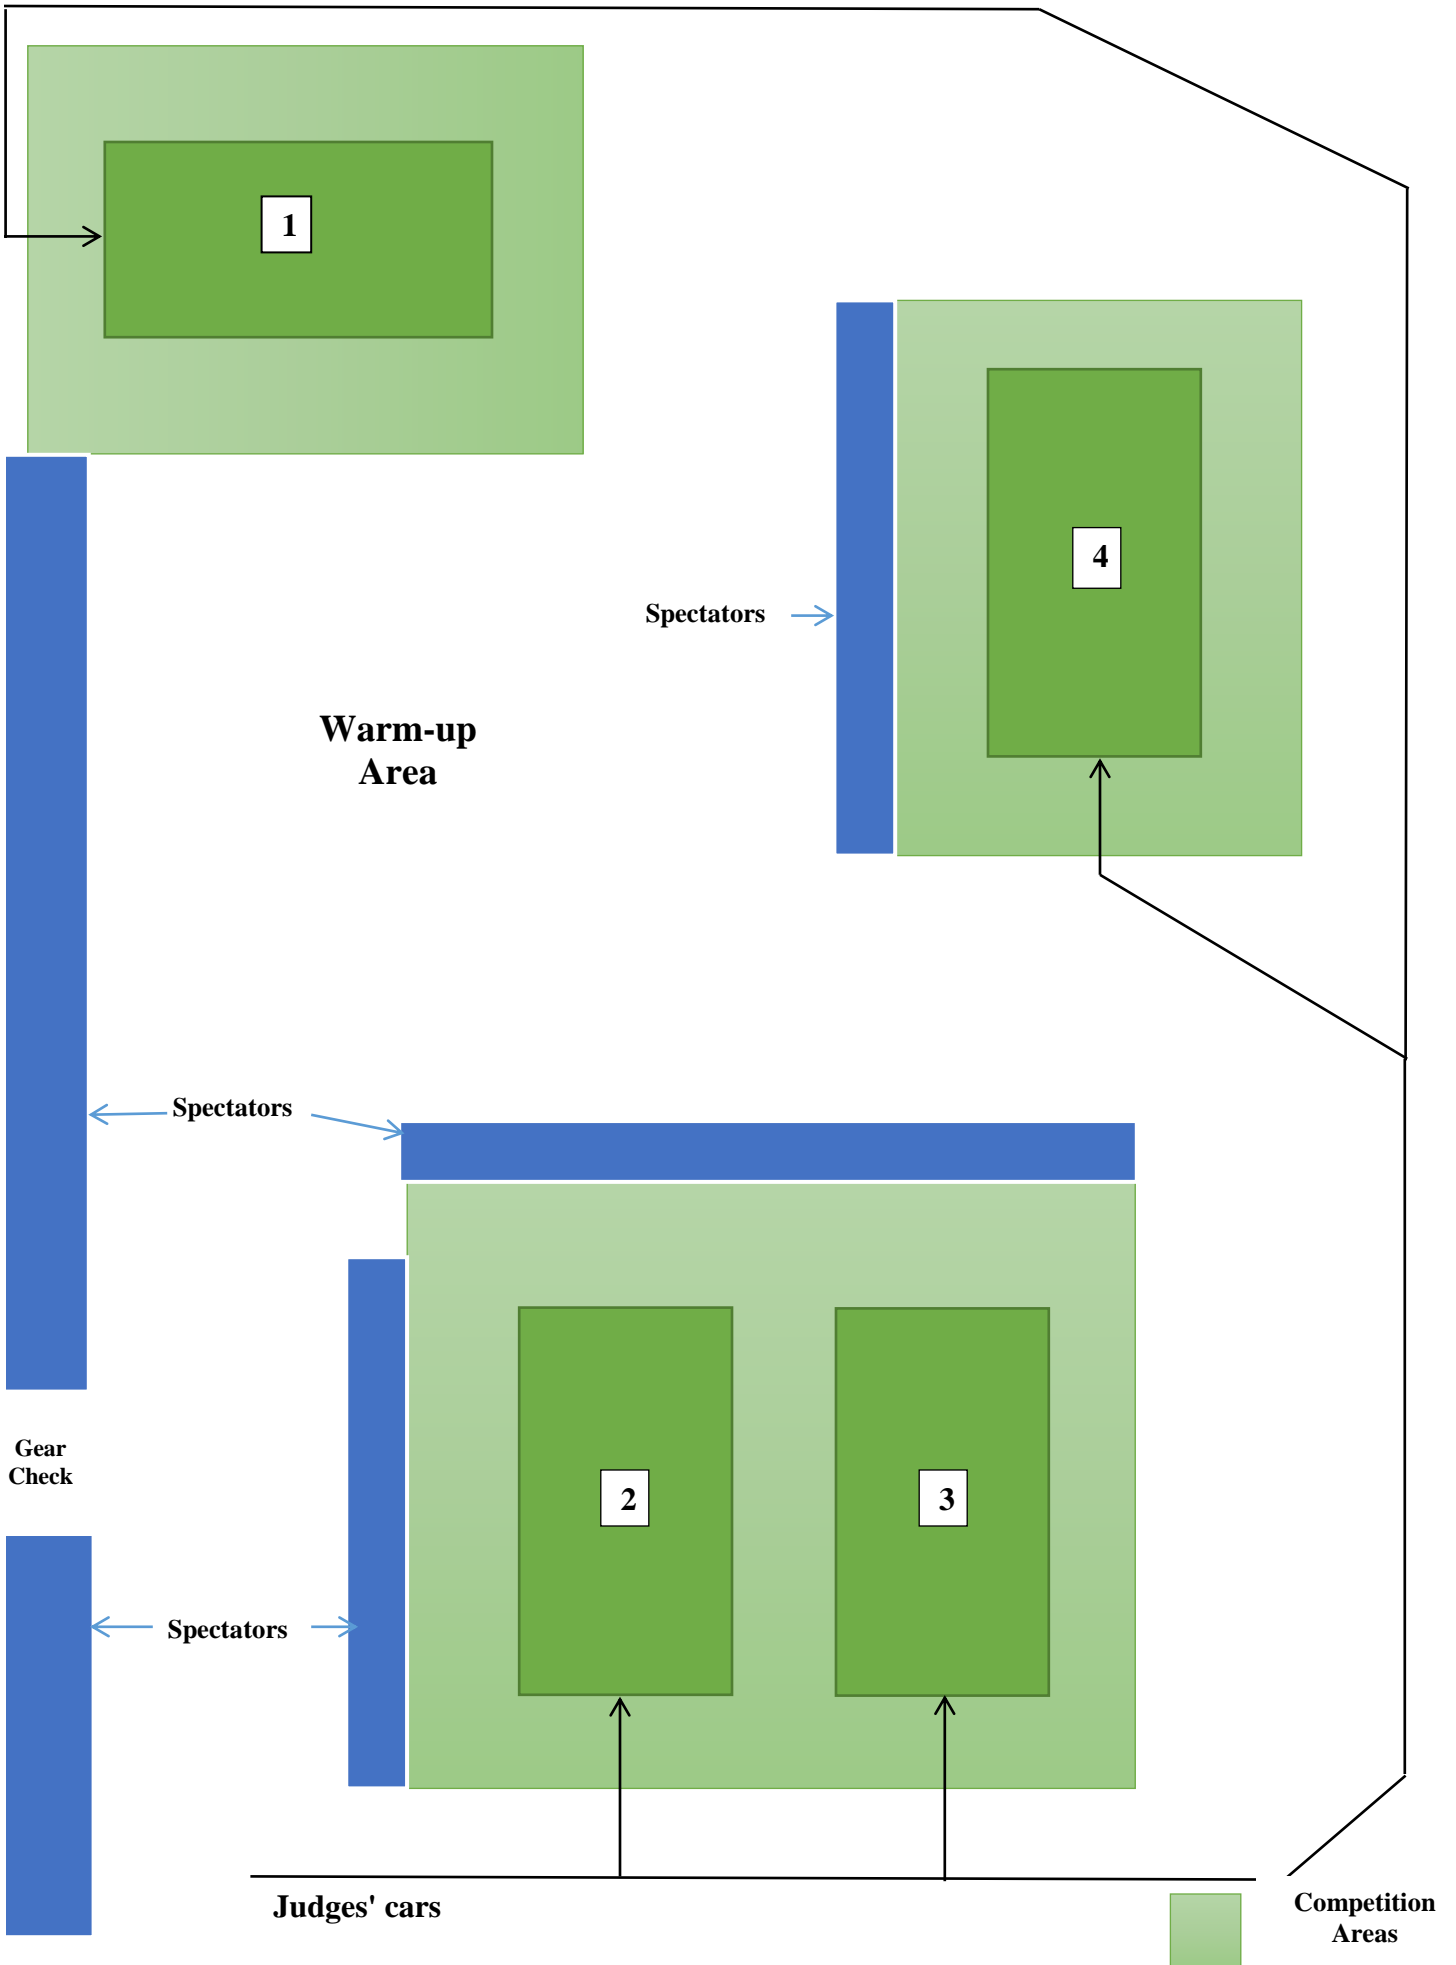 1
4
Spectators
Warm-up
Area
Spectators
Gear
Check
2
3
Spectators
Judges' cars
Competition
Areas